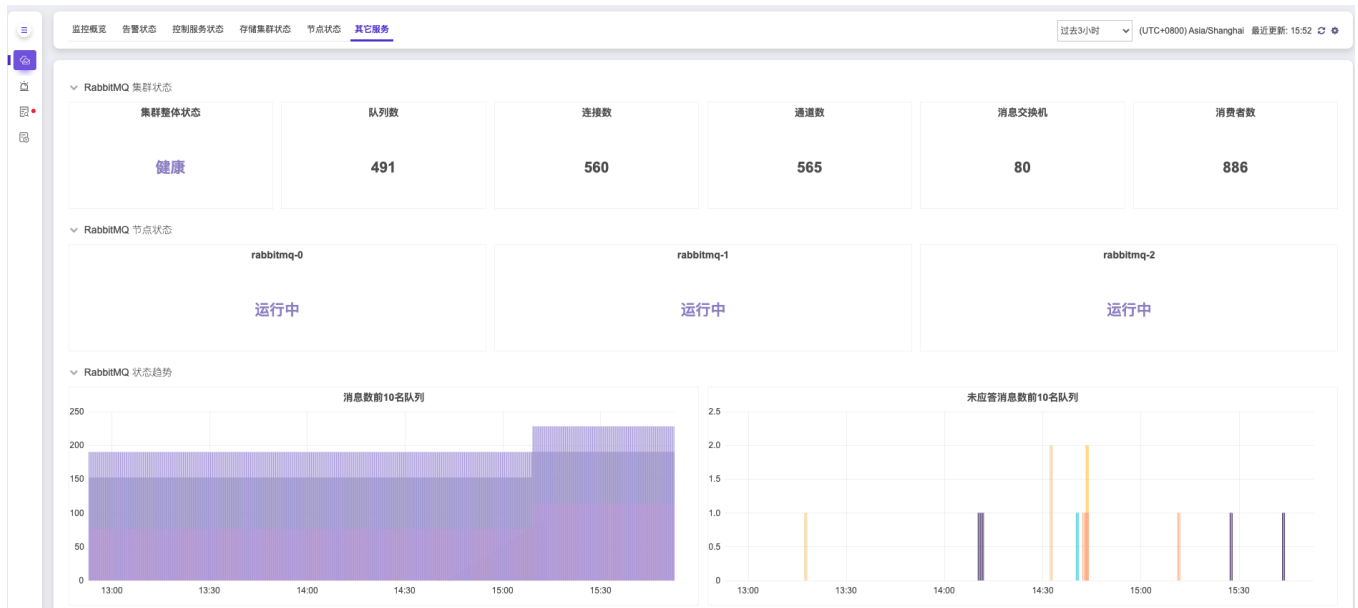 监控概览 告警状态 控制服务状态 存储集群状态 节点状态 其它服务 过去3小时 (UTC+0800) Asia/Shanghai 最近更新: 15:52
RabbitMQ 集群状态
集群整体状态 队列数 连接数 通道数 消息交换机 消费者数
健康 491 560 565 80 886
RabbitMQ 节点状态
rabbitmq-0 rabbitmq-1 rabbitmq-2
运行中 运行中 运行中
RabbitMQ 状态趋势
消息数前10名队列
250
200
150
100
50
0
13:00 13:30 14:00 14:30 15:00 15:30
未应答消息数前10名队列
2.5
2.0
1.5
1.0
0.5
0
13:00 13:30 14:00 14:30 15:00 15:30